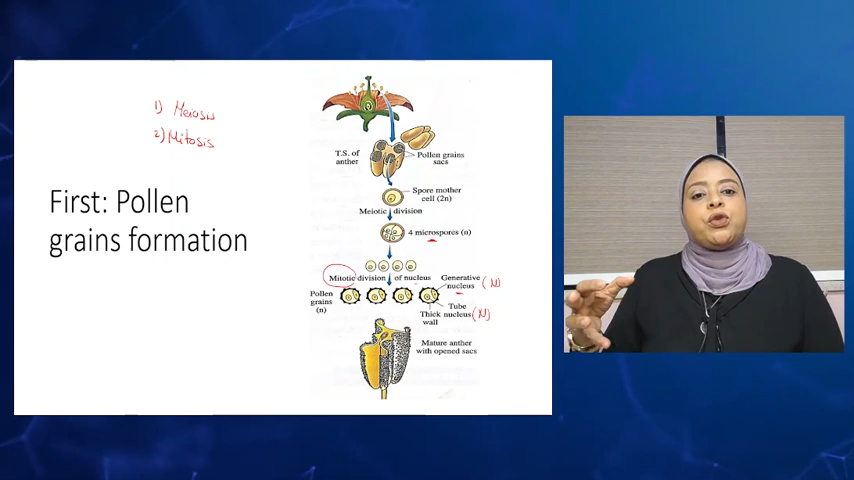 1) Meiosis
2) Mitosis
First: Pollen
grains formation
T.S. of
anther
Pollen grains
sacs
Spore mother
cell (2n)
Meiotic division
4 microspores (n)
Mitotic division of nucleus
Generative
nucleus (N)
Pollen
grains
(n)
Tube
nucleus (N)
Thick
wall
Mature anther
with opened sacs